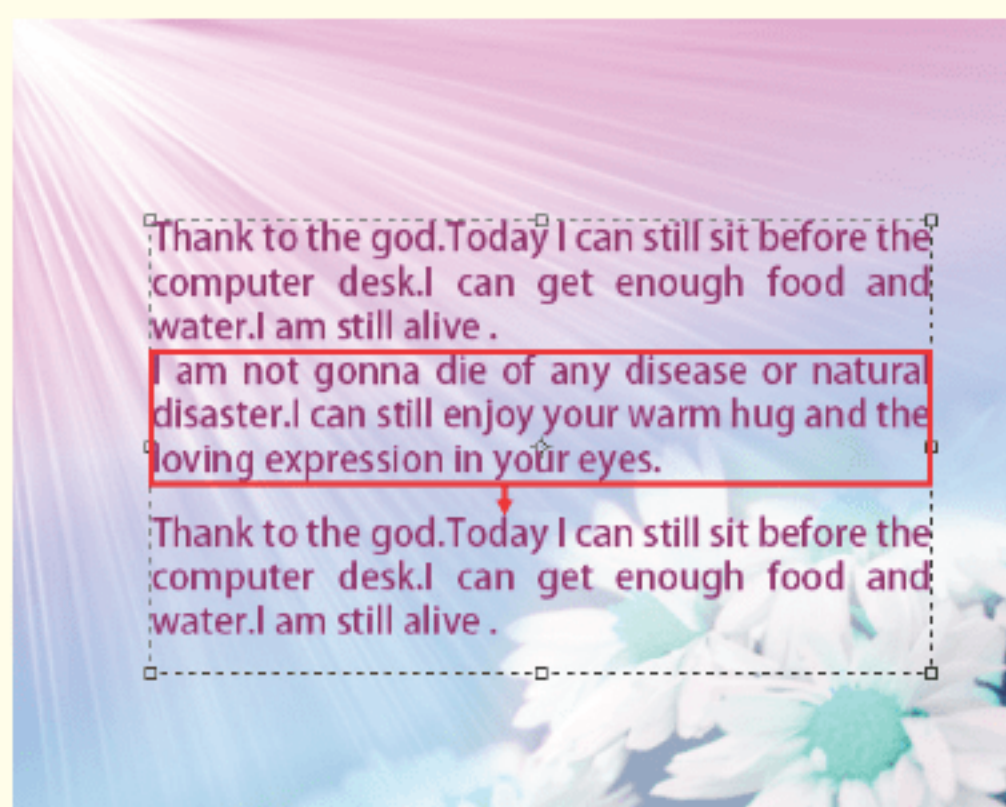 Thank to the god.Today I can still sit before the
computer desk.I can get enough food and
water.I am still alive .
I am not gonna die of any disease or natural
disaster.I can still enjoy your warm hug and the
loving expression in your eyes.
Thank to the god.Today I can still sit before the
computer desk.I can get enough food and
water.I am still alive .